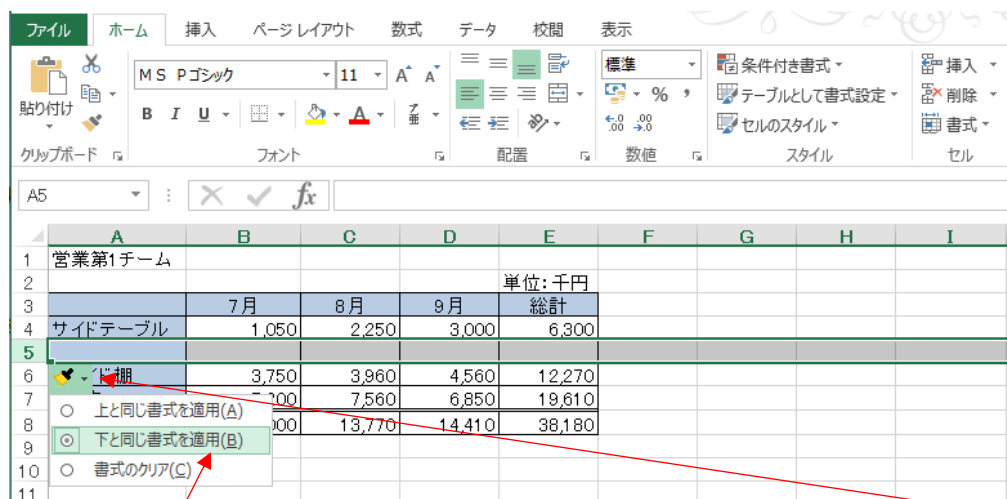 ファイル ホーム 挿入 ページ レイアウト 数式 データ 校閲 表示
ＭＳ Ｐゴシック 11 A A 標準 条件付き書式 挿入
貼り付け B I U A 亜 % , テーブルとして書式設定 削除
.0 .00 .00 .0 セルのスタイル 書式
クリップボード フォント 配置 数値 スタイル セル
A5 fx
A B C D E F G H I
1 営業第1チーム
2 単位：千円
3 7月 8月 9月 総計
4 サイドテーブル 1,050 2,250 3,000 6,300
5
6 棚 3,750 3,960 4,560 12,270
7 7,560 6,850 19,610
上と同じ書式を適用(A)
8 13,770 14,410 38,180
9 下と同じ書式を適用(B)
10 書式のクリア(C)
11